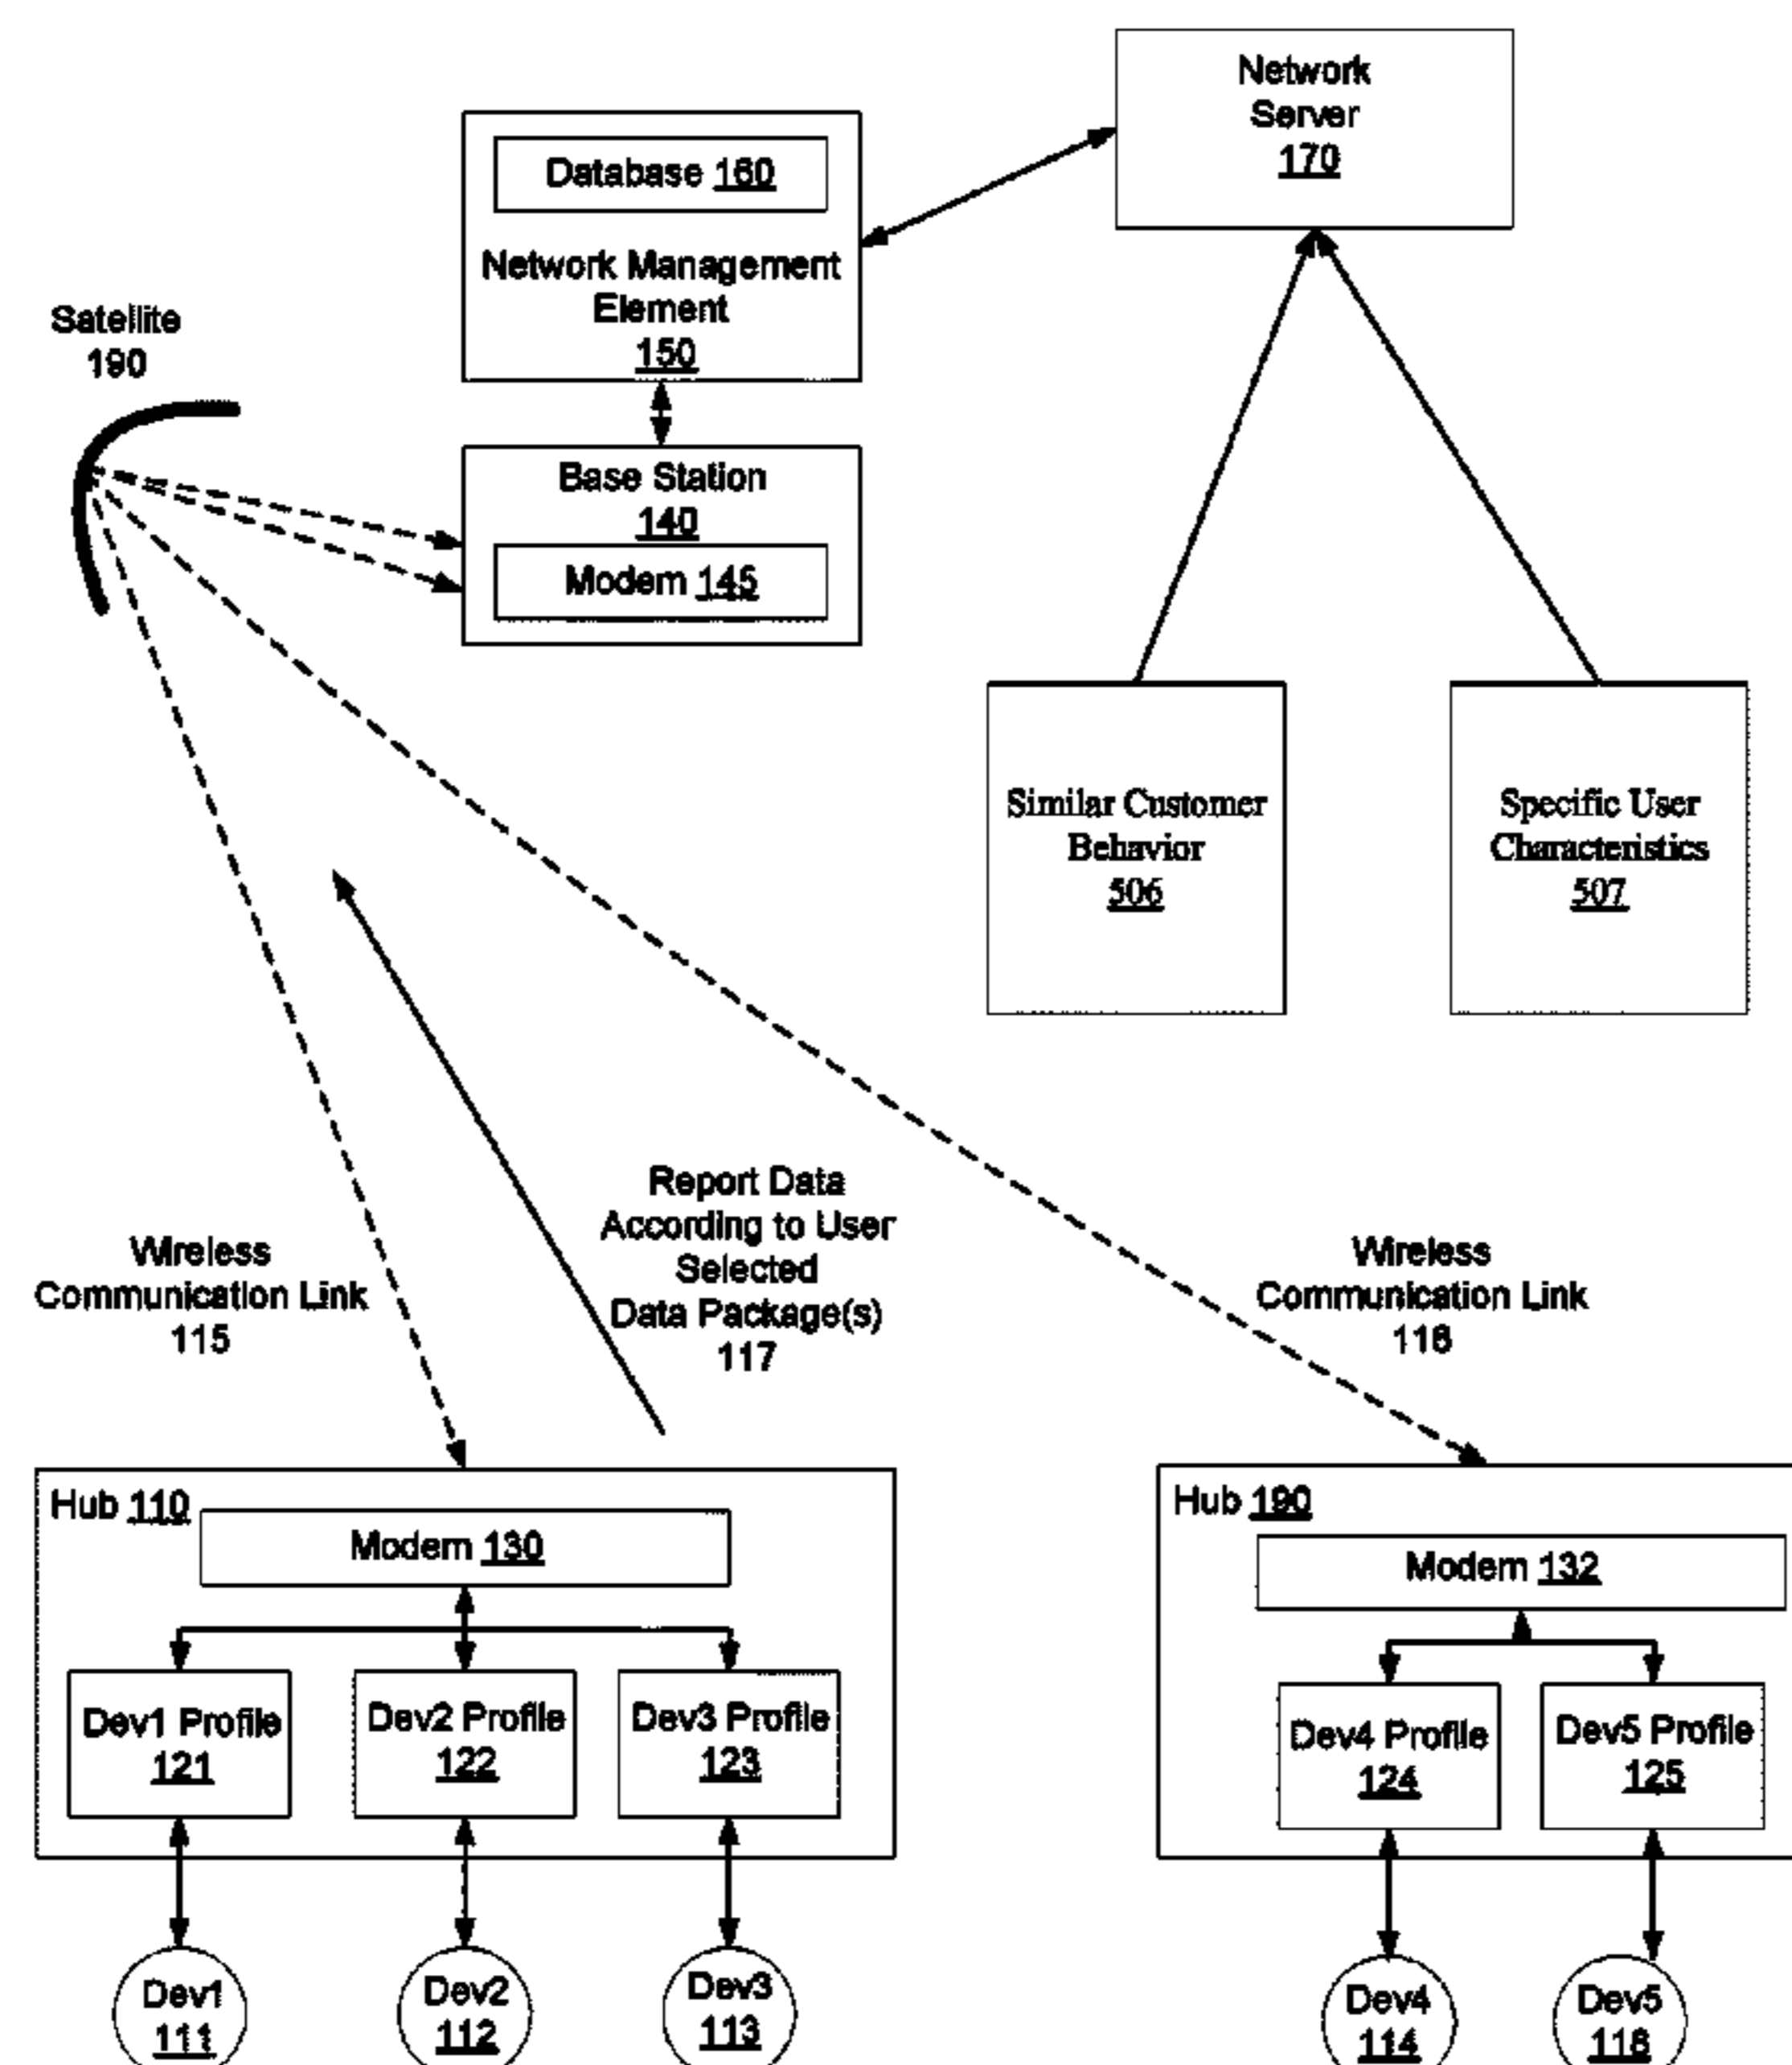 Network
Server
170
Database 160
Network Management
Element
150
Satellite
190
Base Station
140
Modem 145
Similar Customer
Behavior
506
Specific User
Characteristics
507
Report Data
According to User
Selected
Data Package(s)
117
Wireless
Communication Link
115
Wireless
Communication Link
116
Hub 110
Modem 130
Dev1 Profile
121
Dev2 Profile
122
Dev3 Profile
123
Hub 190
Modem 132
Dev4 Profile
124
Dev5 Profile
125
Dev1
111
Dev2
112
Dev3
113
Dev4
114
Dev5
118